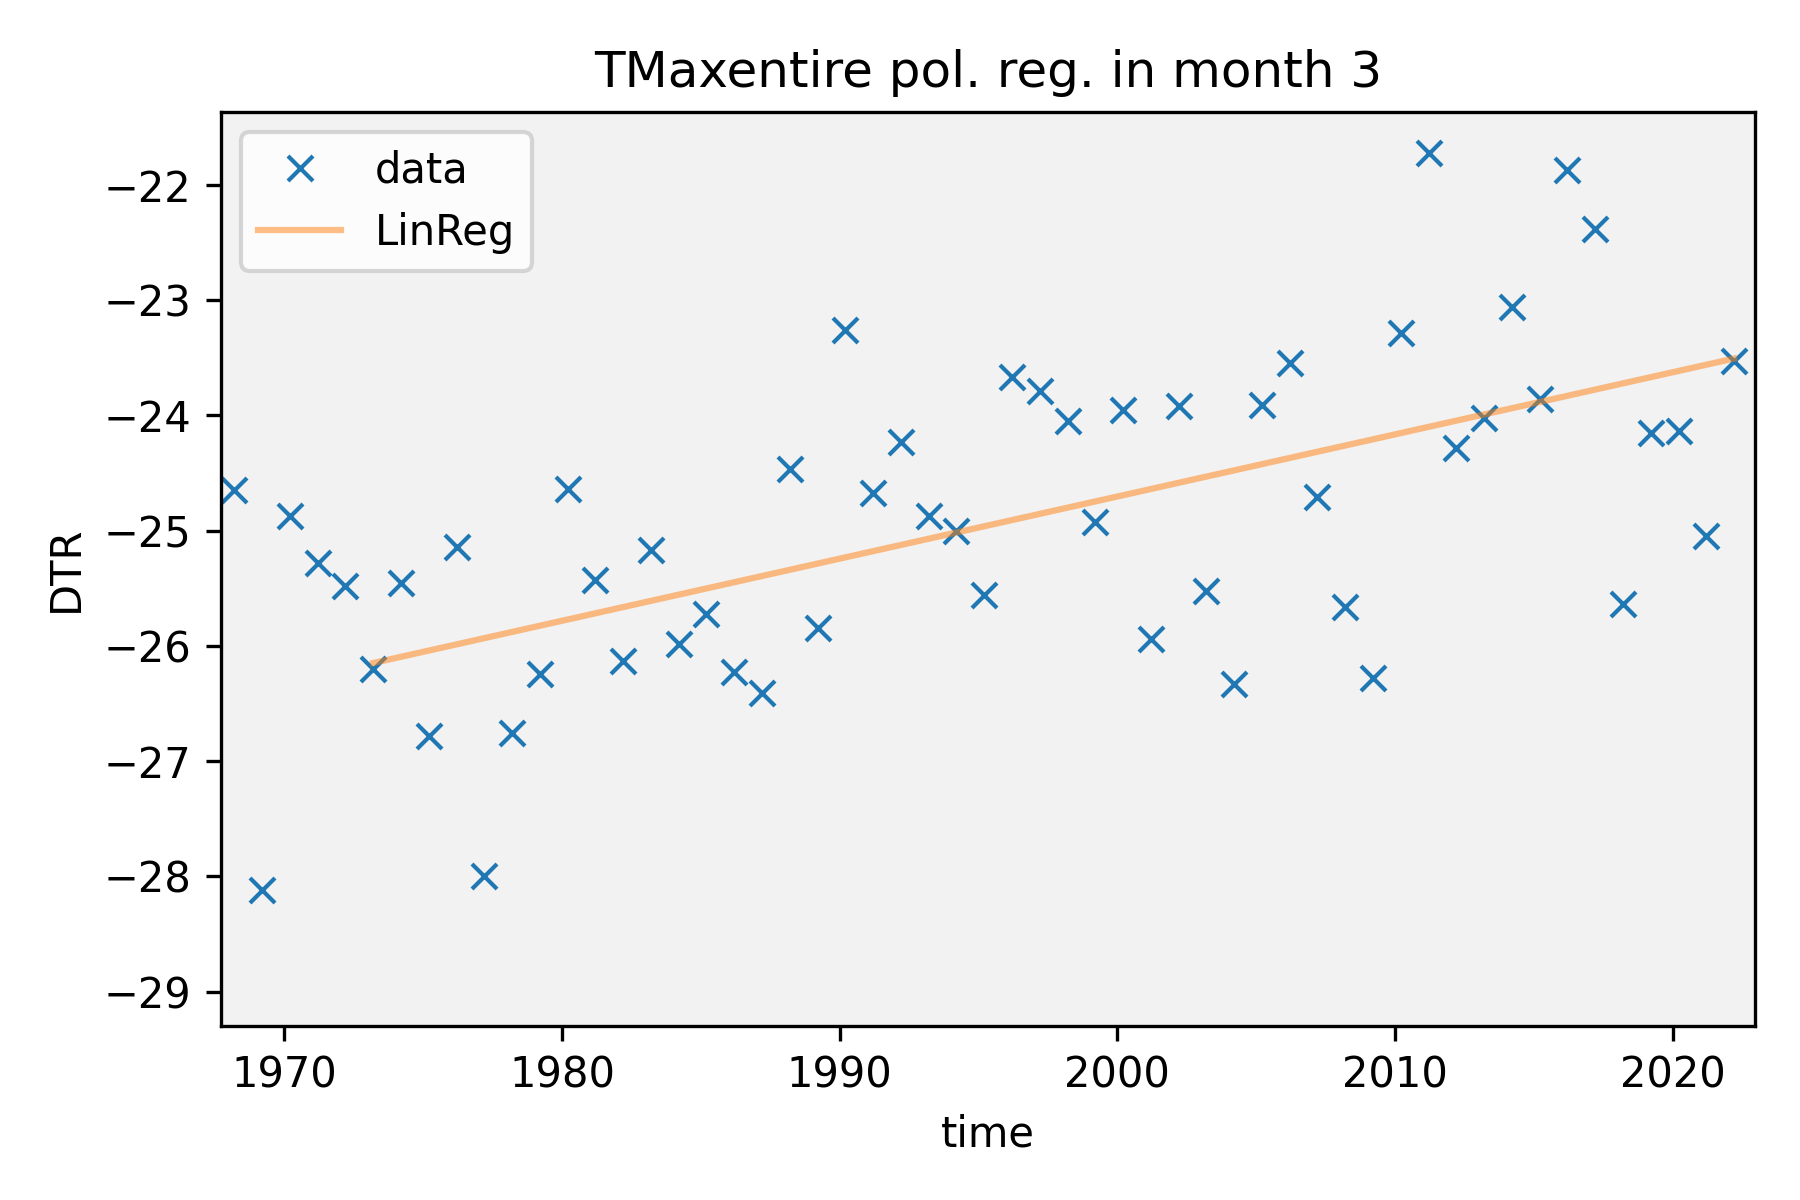 TMaxentire pol. reg. in month 3
data
LinReg
−22
−23
−24
−25
−26
−27
−28
−29
DTR
1970 1980 1990 2000 2010 2020
time